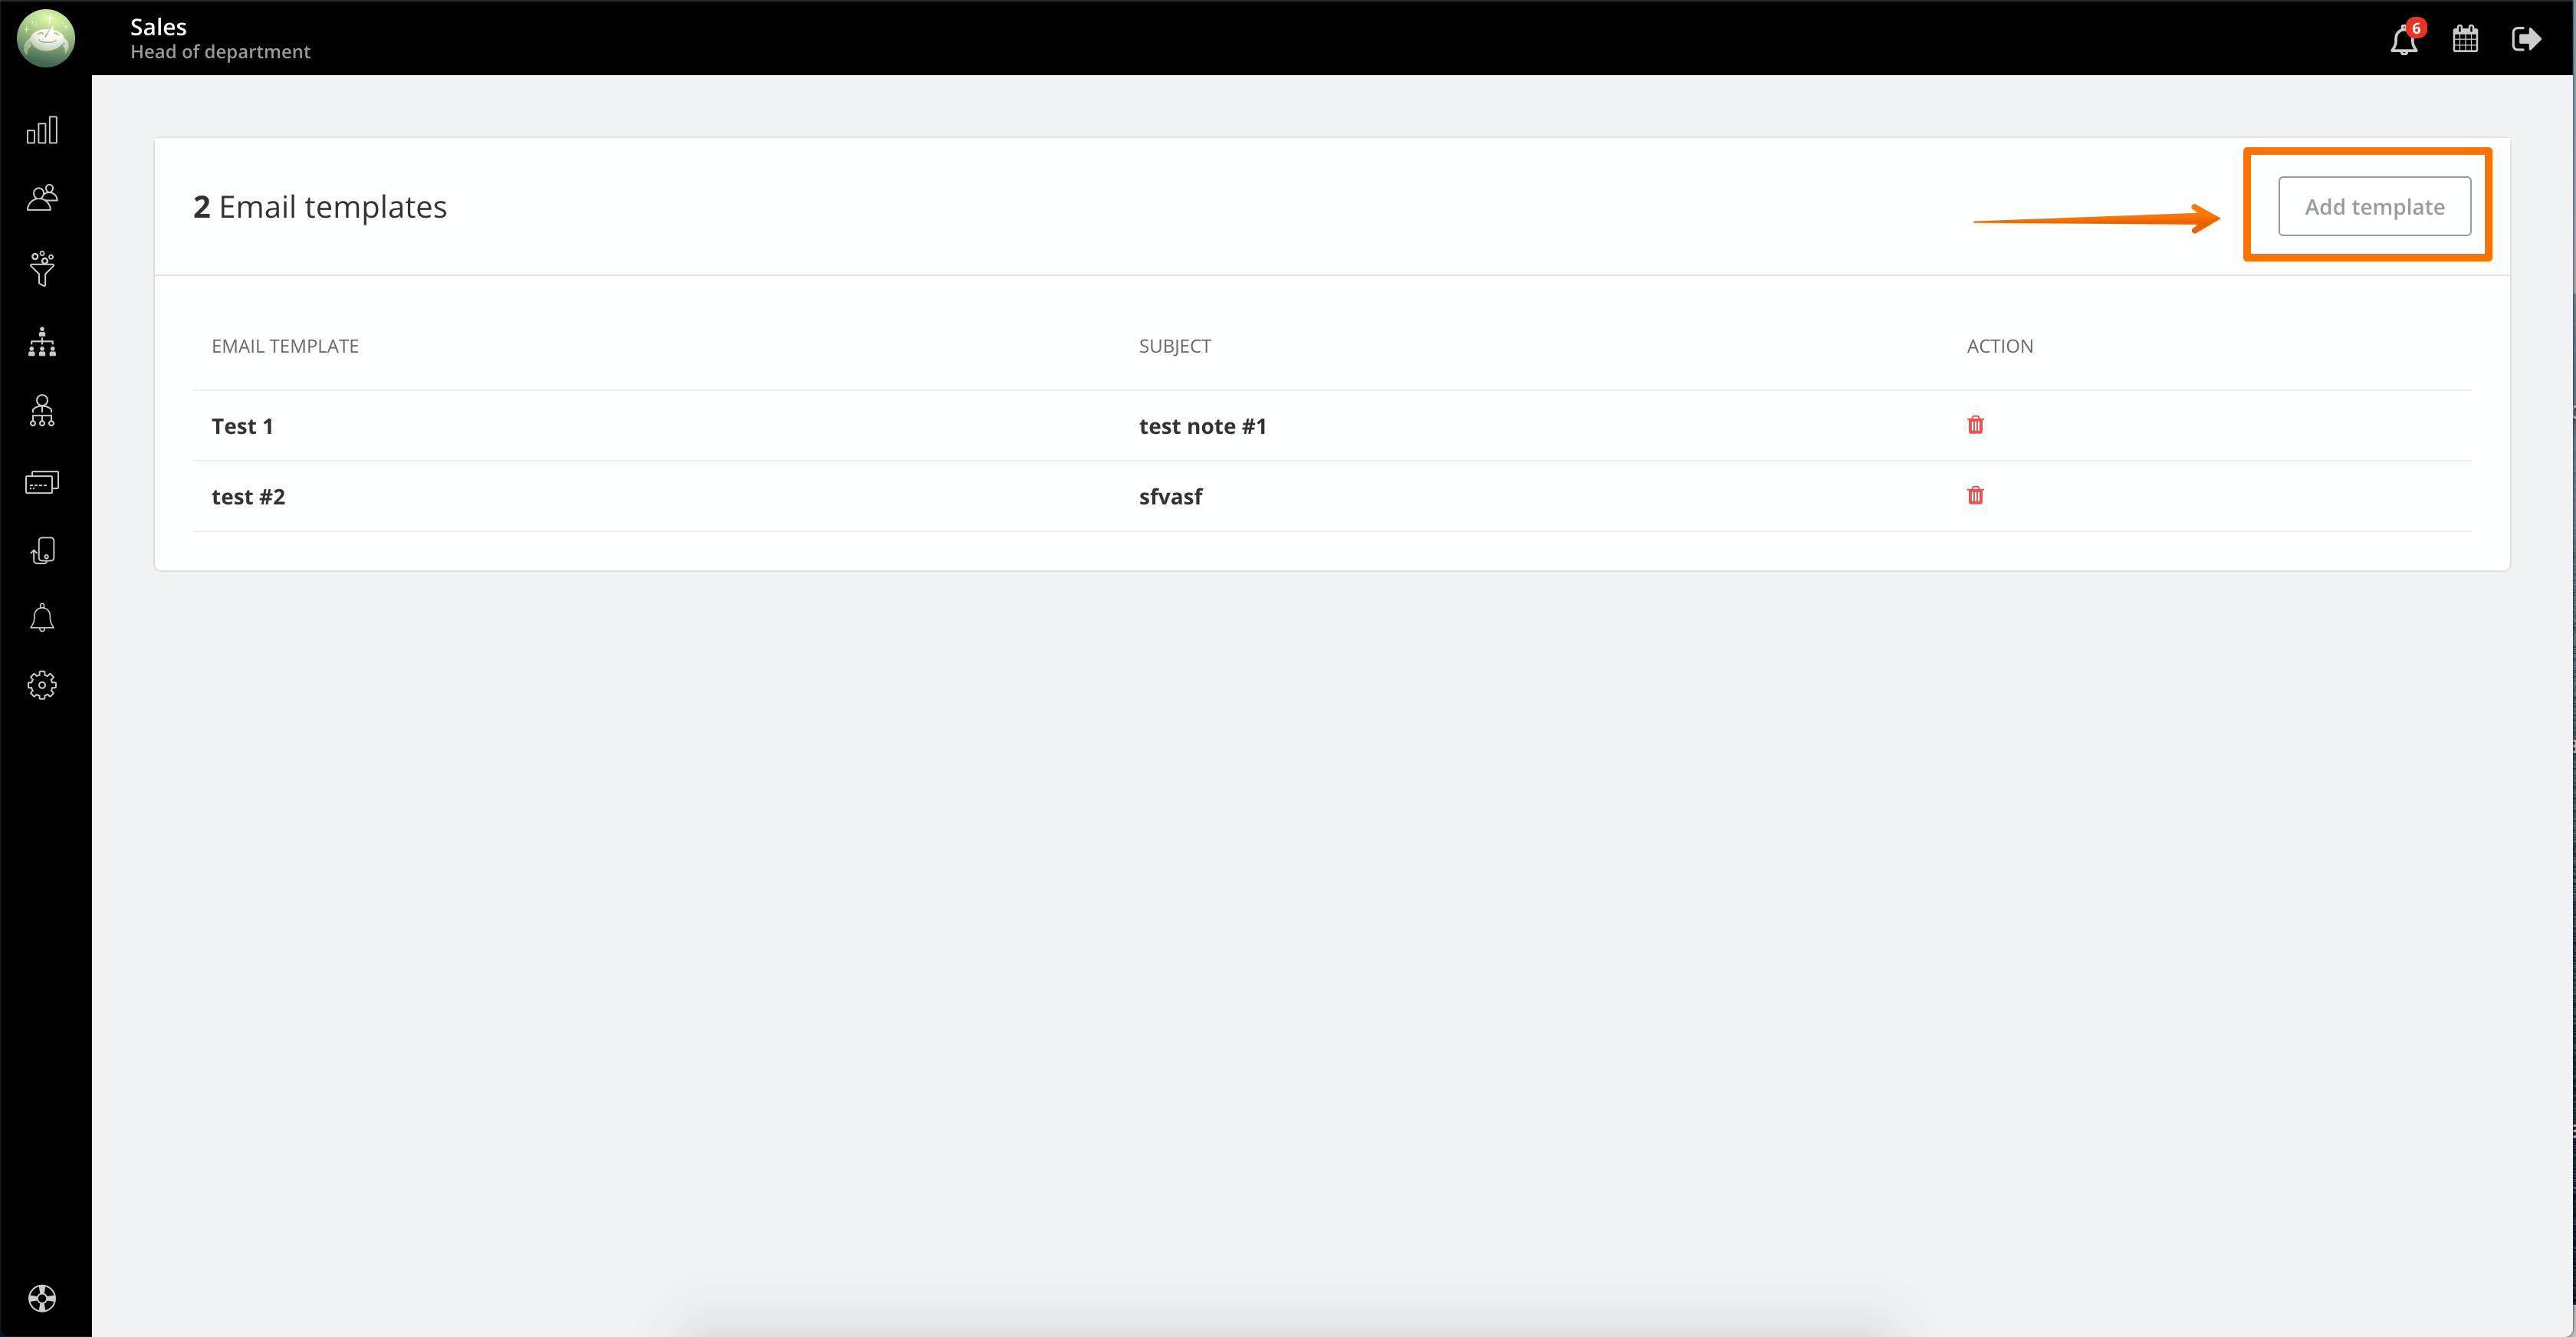 Sales
Head of department
6
2 Email templates
Add template
EMAIL TEMPLATE SUBJECT ACTION
Test 1 test note #1
test #2 sfvasf